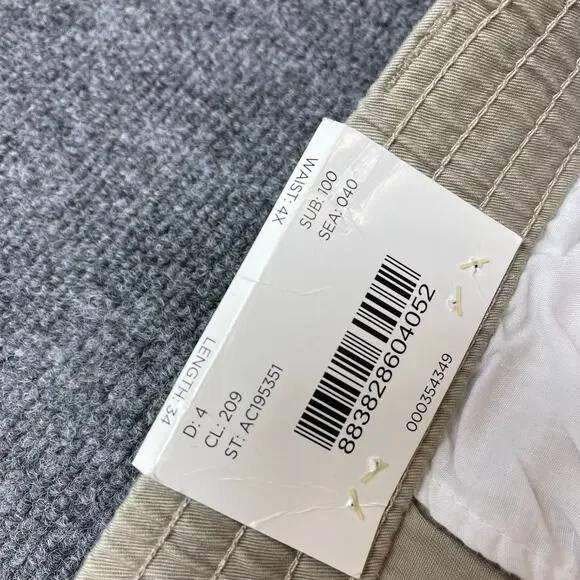 WAIST: 4X
LENGTH: 34
SUB: 100
SEA: 040
D: 4
CL: 209
ST: AC195351
883828604052
000354349